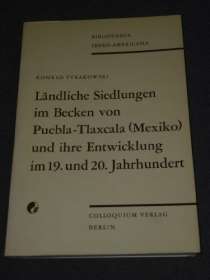 BIBLIOTHECA
IBERO-AMERICANA
KONRAD TYRAKOWSKI
Ländliche Siedlungen
im Becken von
Puebla-Tlaxcala (Mexiko)
und ihre Entwicklung
im 19. und 20. Jahrhundert
COLLOQUIUM VERLAG
BERLIN